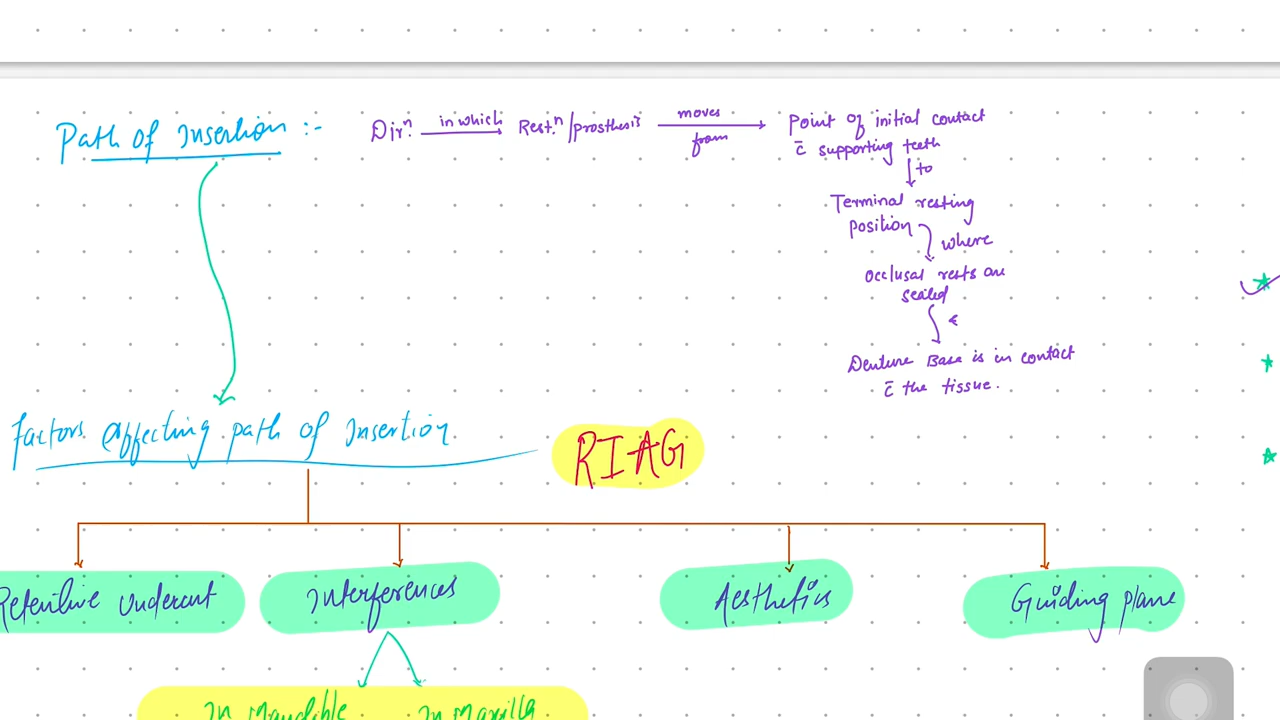 Path of Insertion :-
Dirⁿ. in which Rest.ⁿ/prosthesis moves from Point of initial contact
c̄ supporting teeth
to
Terminal resting
position
where
Occlusal rests are
sealed
&
Denture Base is in contact
c̄ the tissue.
Factors affecting path of Insertion
RIAG
Retentive Undercut
Interferences
Aesthetics
Guiding plane
In Mandible
In Maxilla